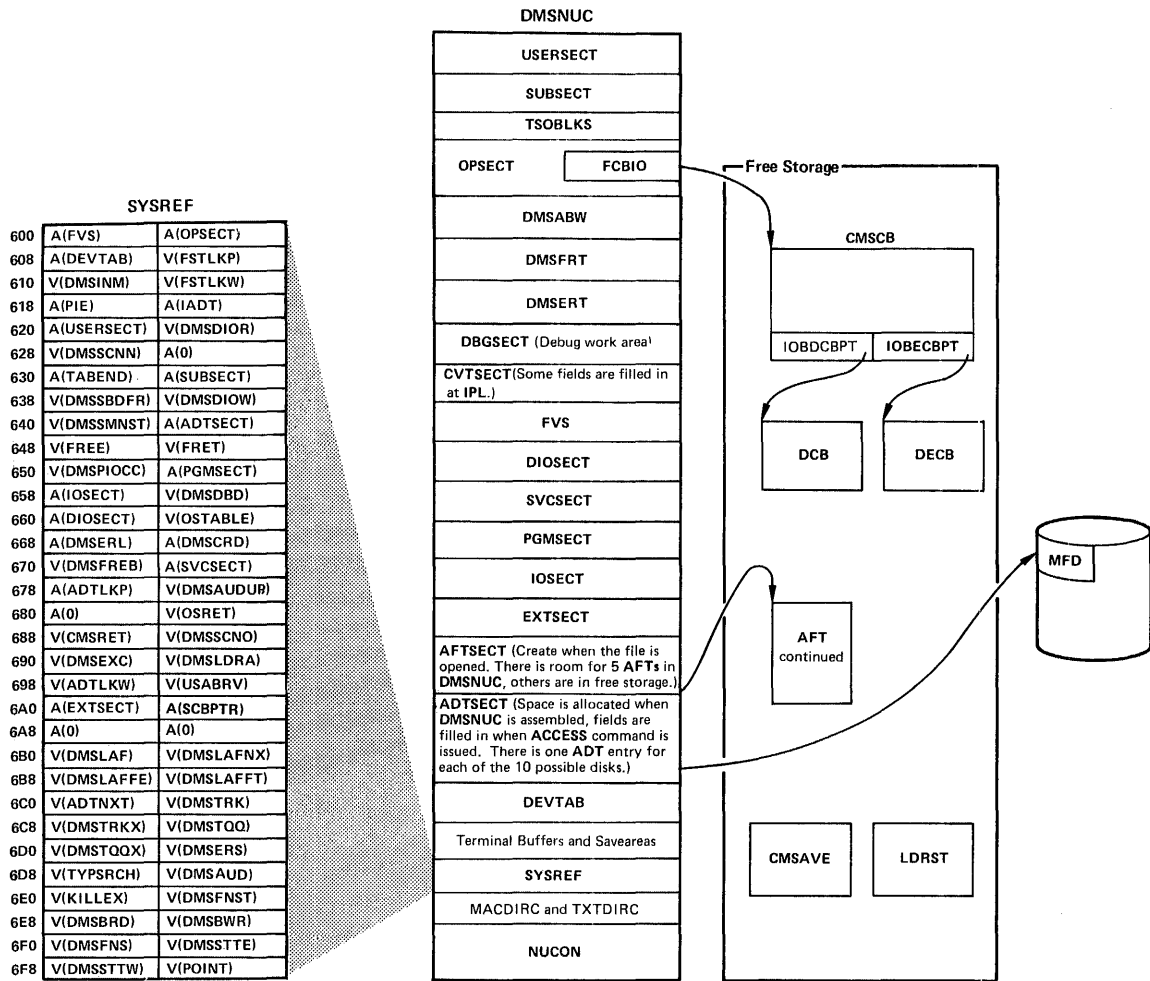 DMSNUC
USERSECT
SUBSECT
TSOBLKS
OPSECT FCBIO
DMSABW
DMSFRT
DMSERT
DBGSECT (Debug work area)
CVTSECT(Some fields are filled in
at IPL.)
FVS
DIOSECT
SVCSECT
PGMSECT
IOSECT
EXTSECT
AFTSECT (Create when the file is
opened. There is room for 5 AFTs in
DMSNUC, others are in free storage.)
ADTSECT (Space is allocated when
DMSNUC is assembled, fields are
filled in when ACCESS command is
issued. There is one ADT entry for
each of the 10 possible disks.)
DEVTAB
Terminal Buffers and Saveareas
SYSREF
MACDIRC and TXTDIRC
NUCON
SYSREF
600 A(FVS) A(OPSECT)
608 A(DEVTAB) V(FSTLKP)
610 V(DMSINM) V(FSTLKW)
618 A(PIE) A(IADT)
620 A(USERSECT) V(DMSDIOR)
628 V(DMSSCNN) A(0)
630 A(TABEND) A(SUBSECT)
638 V(DMSSBDFR) V(DMSDIOW)
640 V(DMSSMNST) A(ADTSECT)
648 V(FREE) V(FRET)
650 V(DMSPIOCC) A(PGMSECT)
658 A(IOSECT) V(DMSDBD)
660 A(DIOSECT) V(OSTABLE)
668 A(DMSERL) A(DMSCRD)
670 V(DMSFREB) A(SVCSECT)
678 A(ADTLKP) V(DMSAUDUP)
680 A(0) V(OSRET)
688 V(CMSRET) V(DMSSCNO)
690 V(DMSEXC) V(DMSLDRA)
698 V(ADTLKW) V(USABRV)
6A0 A(EXTSECT) A(SCBPTR)
6A8 A(0) A(0)
6B0 V(DMSLAF) V(DMSLAFNX)
6B8 V(DMSLAFFE) V(DMSLAFFT)
6C0 V(ADTNXT) V(DMSTRK)
6C8 V(DMSTRKX) V(DMSTQQ)
6D0 V(DMSTQQX) V(DMSERS)
6D8 V(TYPSRCH) V(DMSAUD)
6E0 V(KILLEX) V(DMSFNST)
6E8 V(DMSBRD) V(DMSBWR)
6F0 V(DMSFNS) V(DMSSTTE)
6F8 V(DMSSTTW) V(POINT)
Free Storage
CMSCB
IOBDCBPT IOBECBPT
DCB DECB
AFT
continued
CMSAVE LDRST
MFD